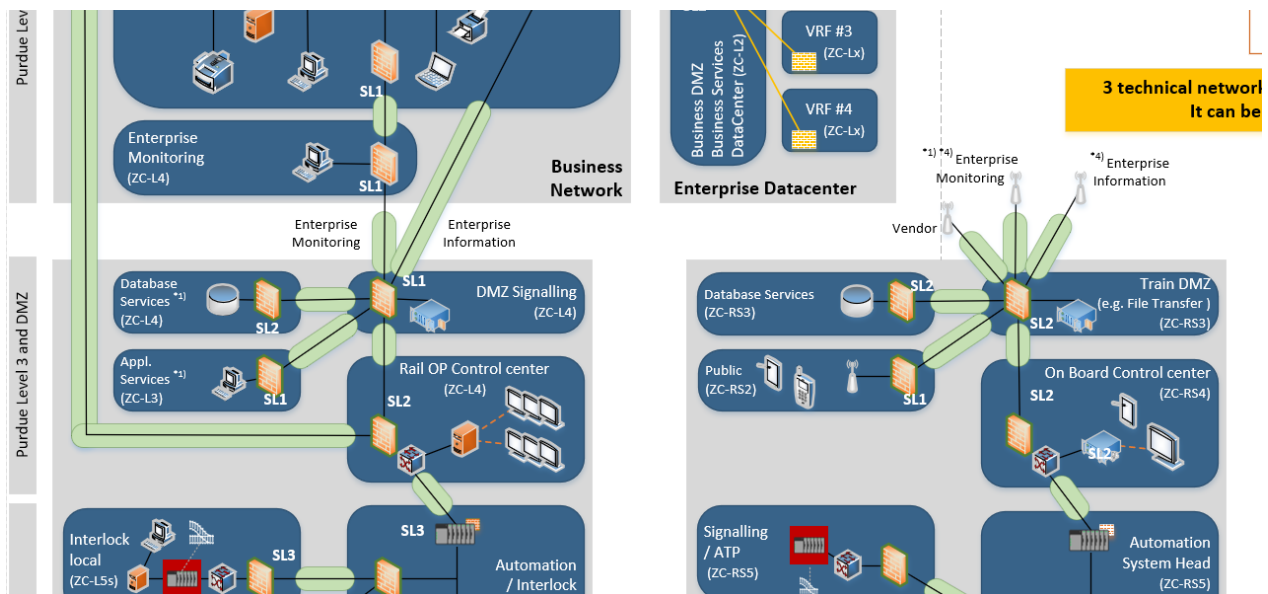 Purdue Lev
SL1
Enterprise
Monitoring
(ZC-L4)
SL1
Business
Network
Business DMZ
Business Services
DataCenter (ZC-L2)
VRF #3
(ZC-Lx)
VRF #4
(ZC-Lx)
Enterprise Datacenter
3 technical network
It can be
*1) *4) Enterprise
Monitoring
*4) Enterprise
Information
Vendor
Enterprise
Monitoring
Enterprise
Information
Purdue Level 3 and DMZ
Database
Services *1)
(ZC-L4)
SL2
SL1
DMZ Signalling
(ZC-L4)
Appl.
Services *1)
(ZC-L3)
SL1
Rail OP Control center
(ZC-L4)
SL2
SL3
Interlock
local
(ZC-L5s)
SL3
Automation
/ Interlock
Database Services
(ZC-RS3)
SL2
Train DMZ
(e.g. File Transfer )
(ZC-RS3)
SL2
Public
(ZC-RS2)
SL1
On Board Control center
(ZC-RS4)
SL2
SL2
Signalling
/ ATP
(ZC-RS5)
Automation
System Head
(ZC-RS5)